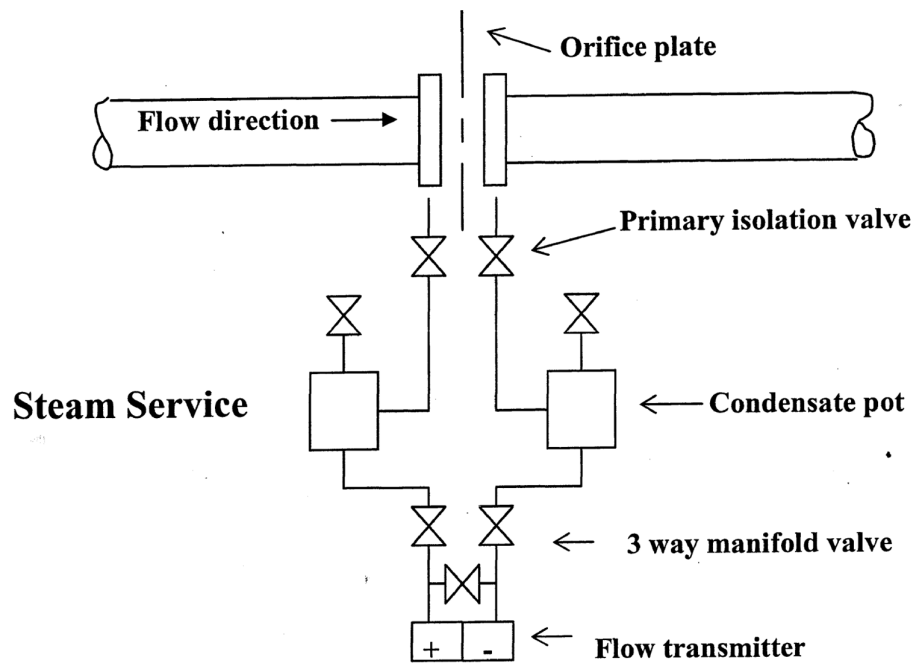 Orifice plate
Flow direction
Primary isolation valve
Steam Service
Condensate pot
3 way manifold valve
+ -
Flow transmitter